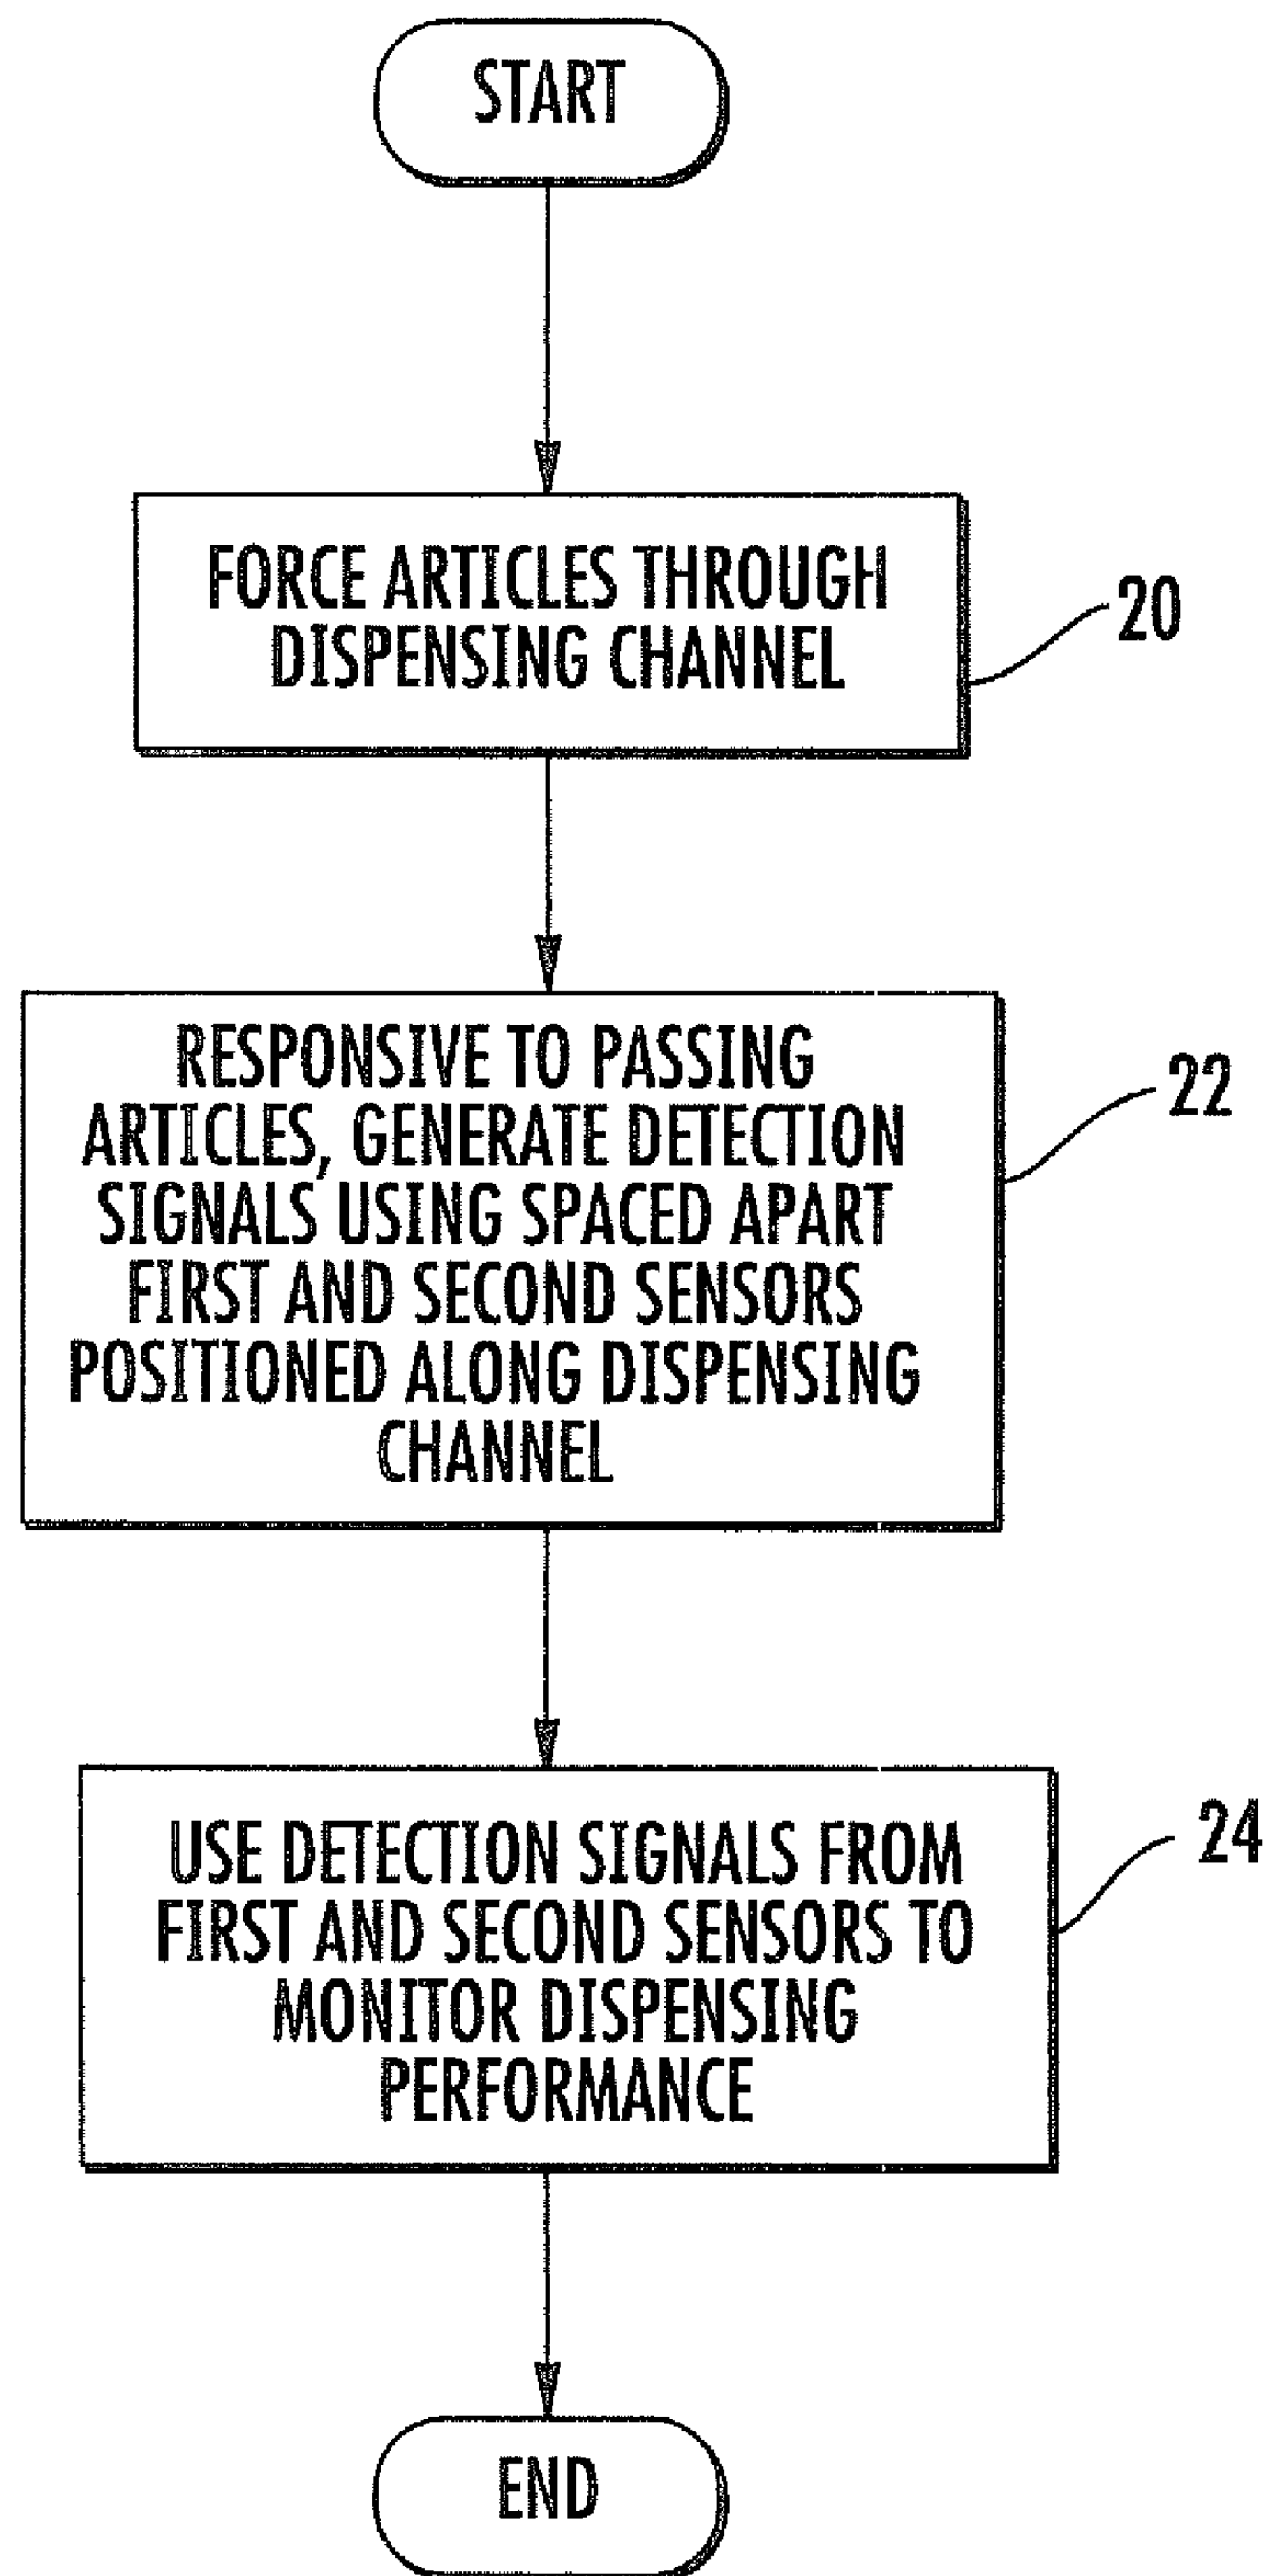 START
FORCE ARTICLES THROUGH
DISPENSING CHANNEL
20
RESPONSIVE TO PASSING
ARTICLES, GENERATE DETECTION
SIGNALS USING SPACED APART
FIRST AND SECOND SENSORS
POSITIONED ALONG DISPENSING
CHANNEL
22
USE DETECTION SIGNALS FROM
FIRST AND SECOND SENSORS TO
MONITOR DISPENSING
PERFORMANCE
24
END